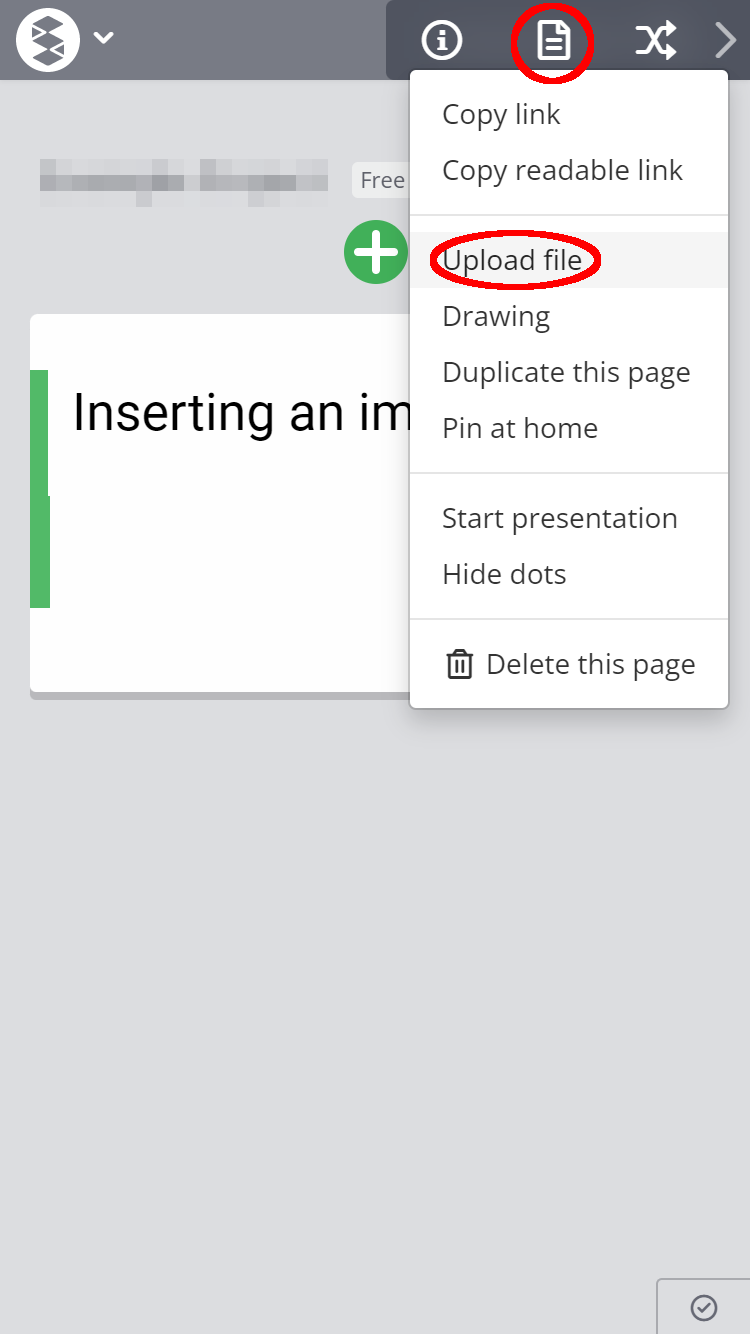 Free
Inserting an im
Copy link
Copy readable link
Upload file
Drawing
Duplicate this page
Pin at home
Start presentation
Hide dots
Delete this page